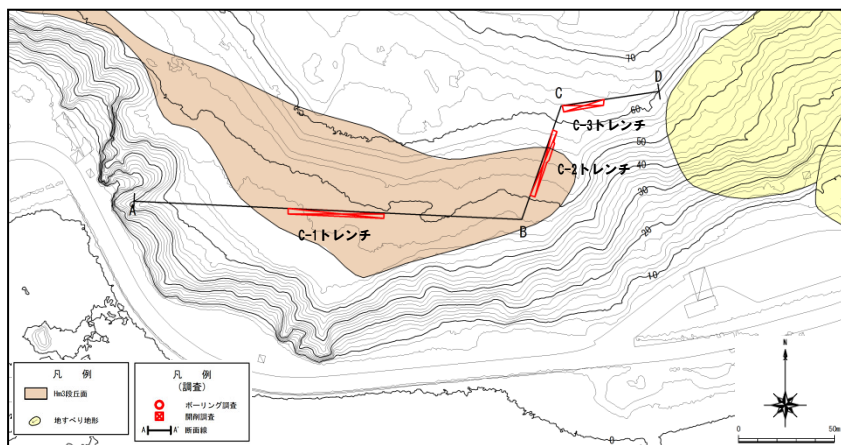 70
D
C
60
C-3トレンチ
50
C-2トレンチ
40
30
A
B
C-1トレンチ
10
0
凡　例
Hm3段丘面
地すべり地形
凡　例
(調査)
ボーリング調査
開削調査
A A' 断面線
N
0 50m